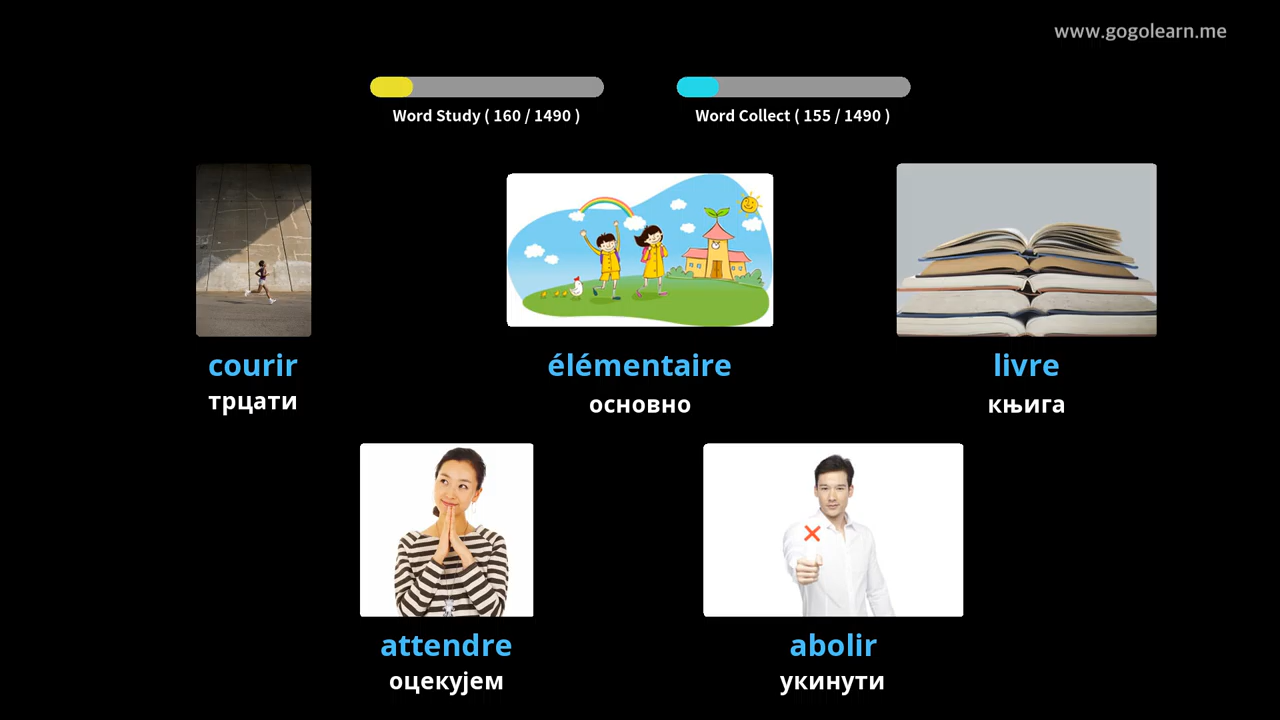 www.gogolearn.me
Word Study ( 160 / 1490 )
Word Collect ( 155 / 1490 )
courir
трцати
élémentaire
основно
livre
књига
attendre
оцекујем
abolir
укинути